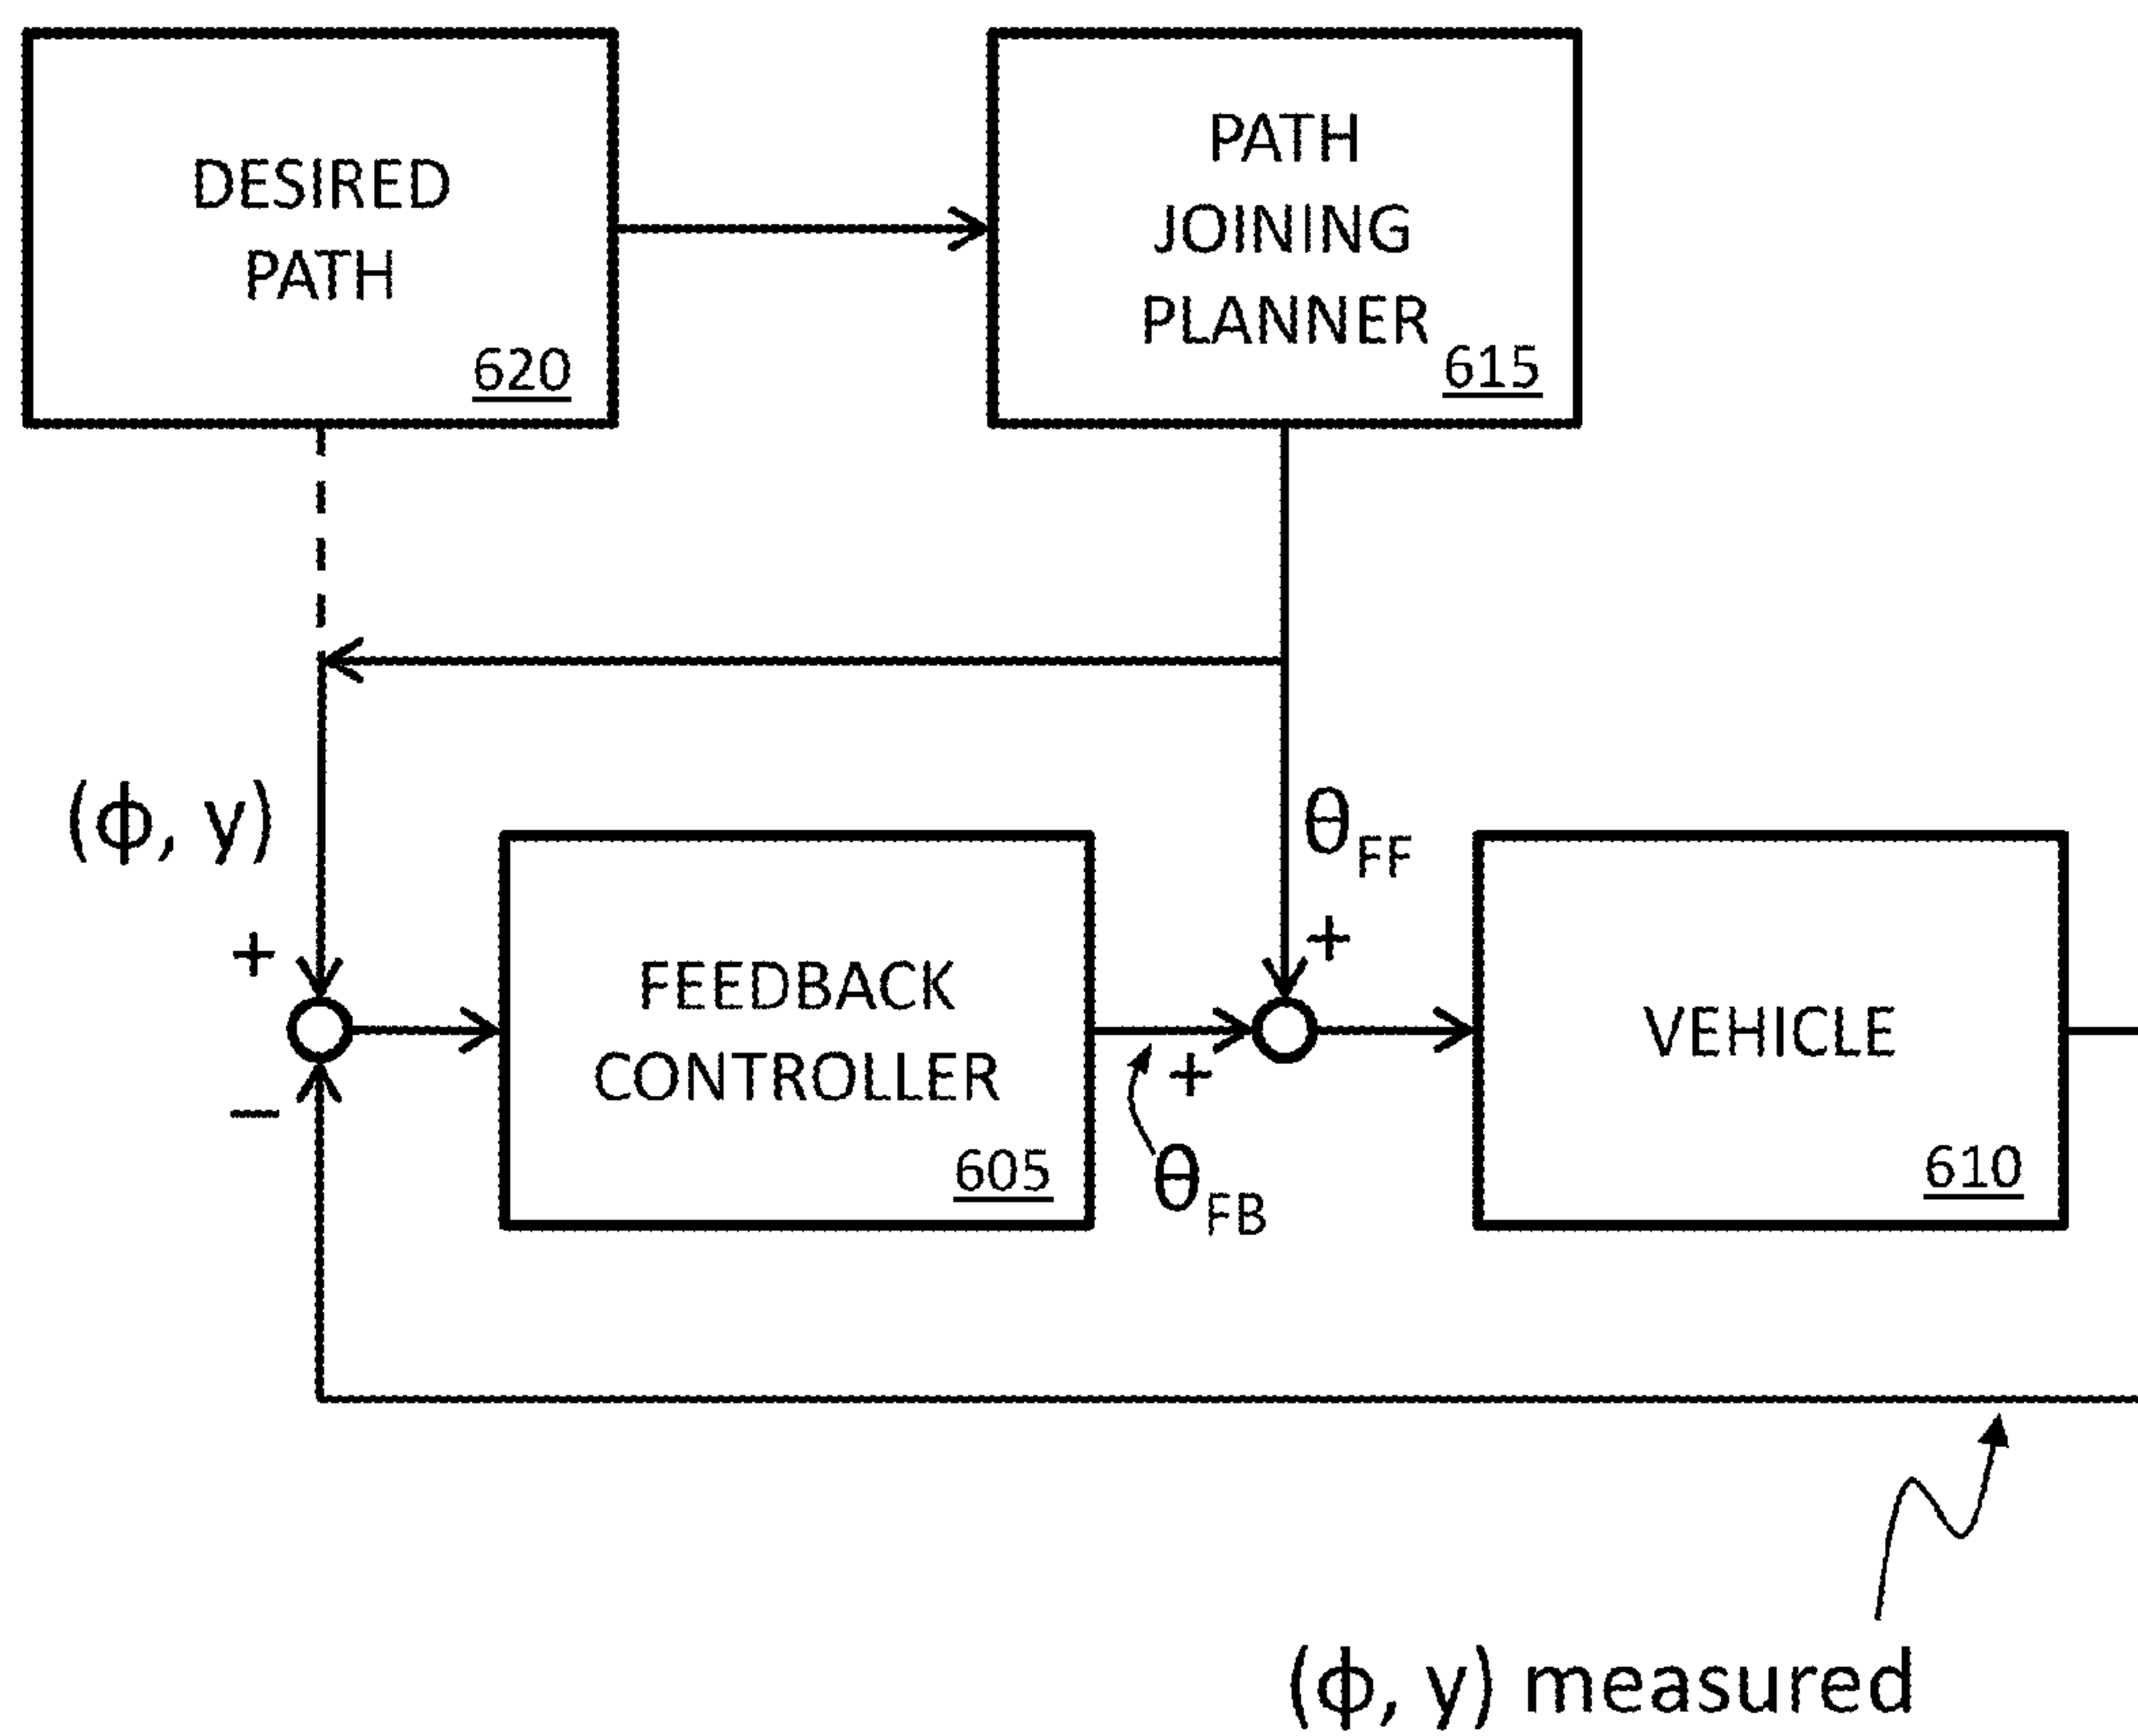 DESIRED
PATH
620
PATH
JOINING
PLANNER
615
(ϕ, y)
θFF
+
+
FEEDBACK
CONTROLLER
605
+
θFB
VEHICLE
610
−
(ϕ, y) measured